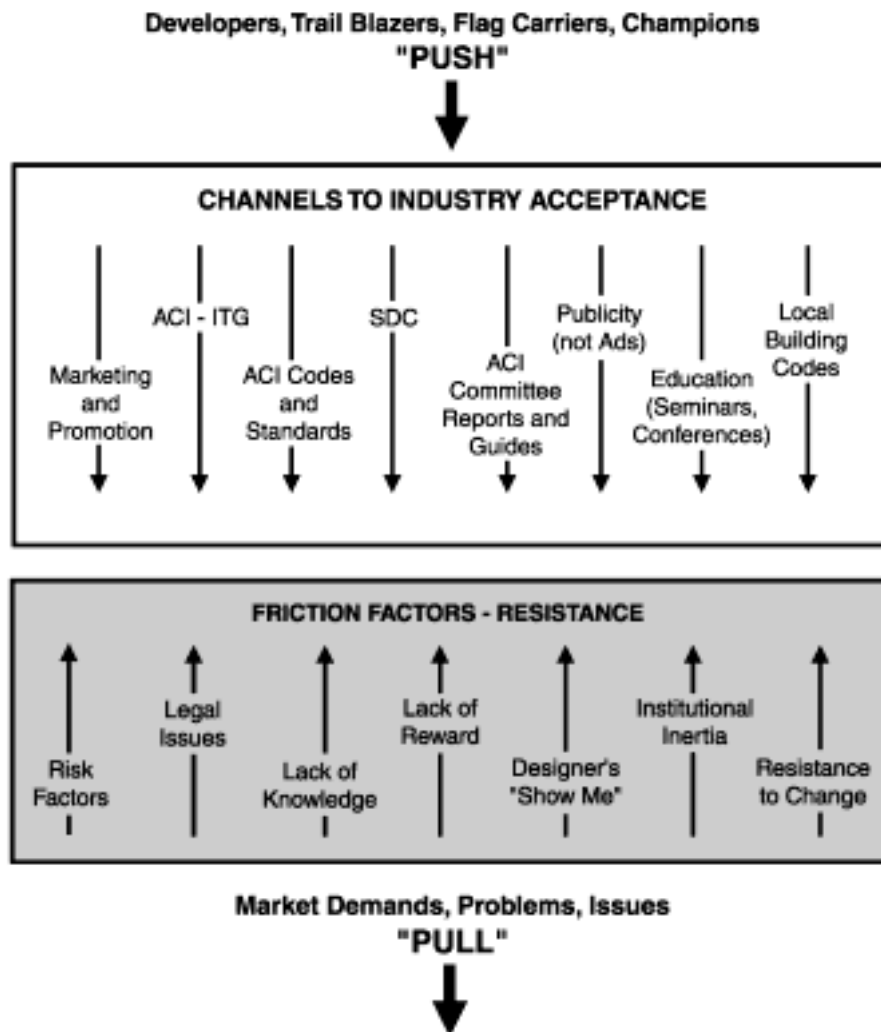 Developers, Trail Blazers, Flag Carriers, Champions
"PUSH"
CHANNELS TO INDUSTRY ACCEPTANCE
Marketing
and
Promotion
ACI - ITG
ACI Codes
and
Standards
SDC
ACI
Committee
Reports and
Guides
Publicity
(not Ads)
Education
(Seminars,
Conferences)
Local
Building
Codes
FRICTION FACTORS - RESISTANCE
Risk
Factors
Legal
Issues
Lack of
Knowledge
Lack of
Reward
Designer's
"Show Me"
Institutional
Inertia
Resistance
to Change
Market Demands, Problems, Issues
"PULL"